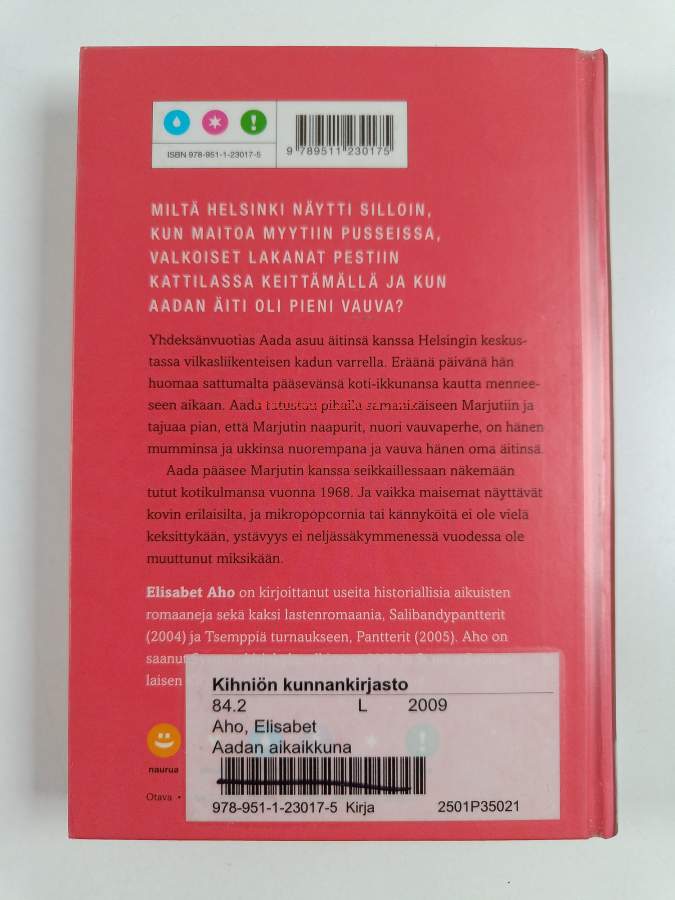 ISBN 978-951-1-23017-5
9 789511 230175
MILTÄ HELSINKI NÄYTTI SILLOIN,
KUN MAITOA MYYTIIN PUSSEISSA,
VALKOISET LAKANAT PESTIIN
KATTILASSA KEITTÄMÄLLÄ JA KUN
AADAN ÄITI OLI PIENI VAUVA?
Yhdeksänvuotias Aada asuu äitinsä kanssa Helsingin keskus-
tassa vilkasliikenteisen kadun varrella. Eräänä päivänä hän
huomaa sattumalta pääsevänsä koti-ikkunansa kautta mennee-
seen aikaan. Aada tutustuu pihalla samanikäiseen Marjutiin ja
tajuaa pian, että Marjutin naapurit, nuori vauvaperhe, on hänen
mumminsa ja ukkinsa nuorempana ja vauva hänen oma äitinsä.
Aada pääsee Marjutin kanssa seikkaillessaan näkemään
tutut kotikulmansa vuonna 1968. Ja vaikka maisemat näyttävät
kovin erilaisilta, ja mikropopcornia tai kännyköitä ei ole vielä
keksittykään, ystävyys ei neljässäkymmenessä vuodessa ole
muuttunut miksikään.
Elisabet Aho on kirjoittanut useita historiallisia aikuisten
romaaneja sekä kaksi lastenromaania, Salibandypantterit
(2004) ja Tsemppiä turnaukseen, Pantterit (2005). Aho on
saanut
laisen
Kihniön kunnankirjasto
84.2 L 2009
Aho, Elisabet
Aadan aikaikkuna
naurua
Otava •
978-951-1-23017-5 Kirja 2501P35021